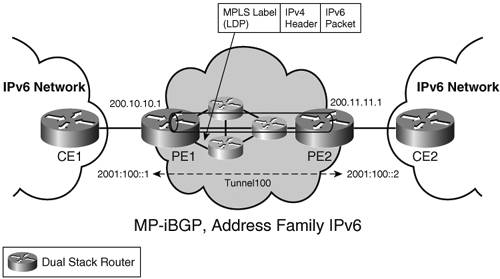 MPLS Label
(LDP)
IPv4
Header
IPv6
Packet
IPv6 Network
IPv6 Network
200.10.10.1
200.11.11.1
CE1
PE1
PE2
CE2
2001:100::1
Tunnel100
2001:100::2
MP-iBGP, Address Family IPv6
Dual Stack Router